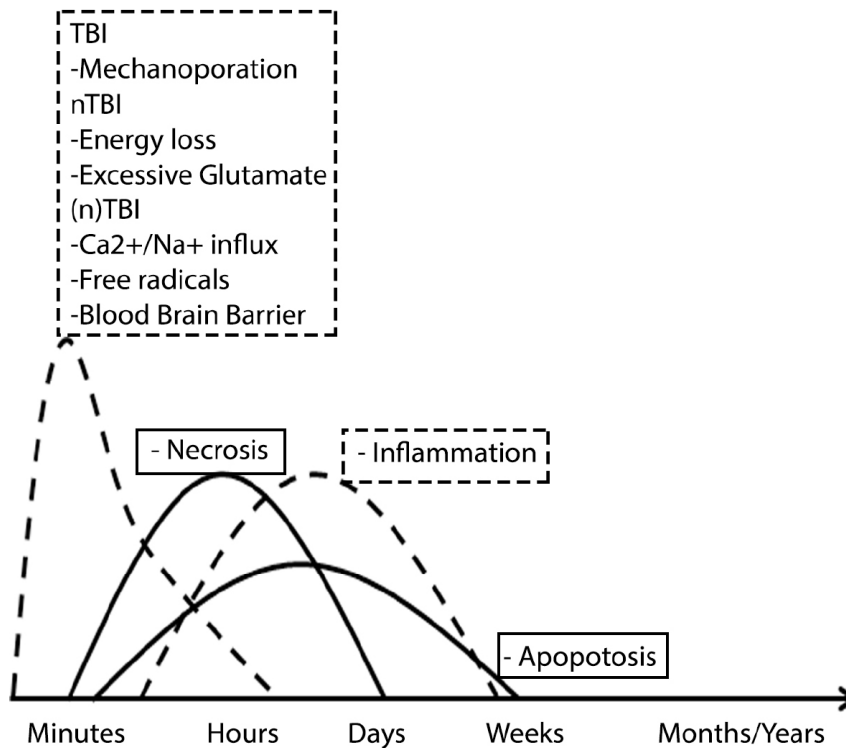 TBI
-Mechanoporation
nTBI
-Energy loss
-Excessive Glutamate
(n)TBI
-Ca2+/Na+ influx
-Free radicals
-Blood Brain Barrier
- Necrosis
- Inflammation
- Apopotosis
Minutes Hours Days Weeks Months/Years